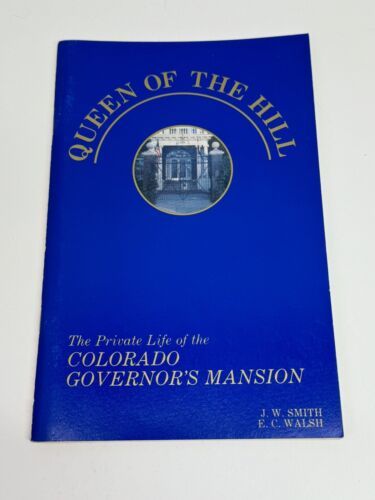 QUEEN OF THE HILL
The Private Life of the
COLORADO
GOVERNOR'S MANSION
J. W. SMITH
E. C. WALSH